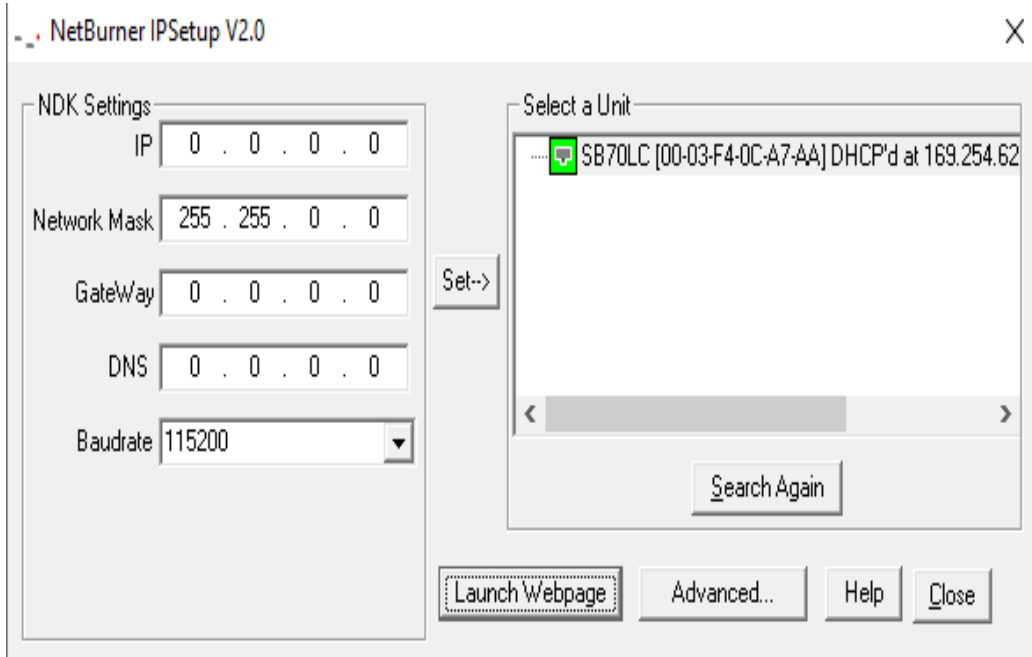 NetBurner IPSetup V2.0
NDK Settings
IP 0 . 0 . 0 . 0
Network Mask 255 . 255 . 0 . 0
GateWay 0 . 0 . 0 . 0
DNS 0 . 0 . 0 . 0
Baudrate 115200
Set-->
Select a Unit
SB70LC [00-03-F4-0C-A7-AA] DHCP'd at 169.254.62
Search Again
Launch Webpage
Advanced...
Help
Close